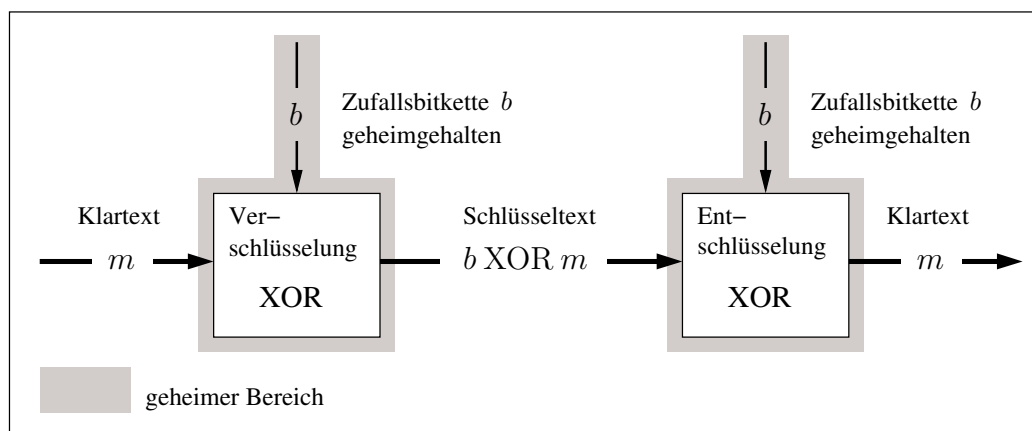 b
Zufallsbitkette b
geheimgehalten
b
Zufallsbitkette b
geheimgehalten
Klartext
m
Ver–
schlüsselung
XOR
Schlüsseltext
b XOR m
Ent–
schlüsselung
XOR
Klartext
m
geheimer Bereich